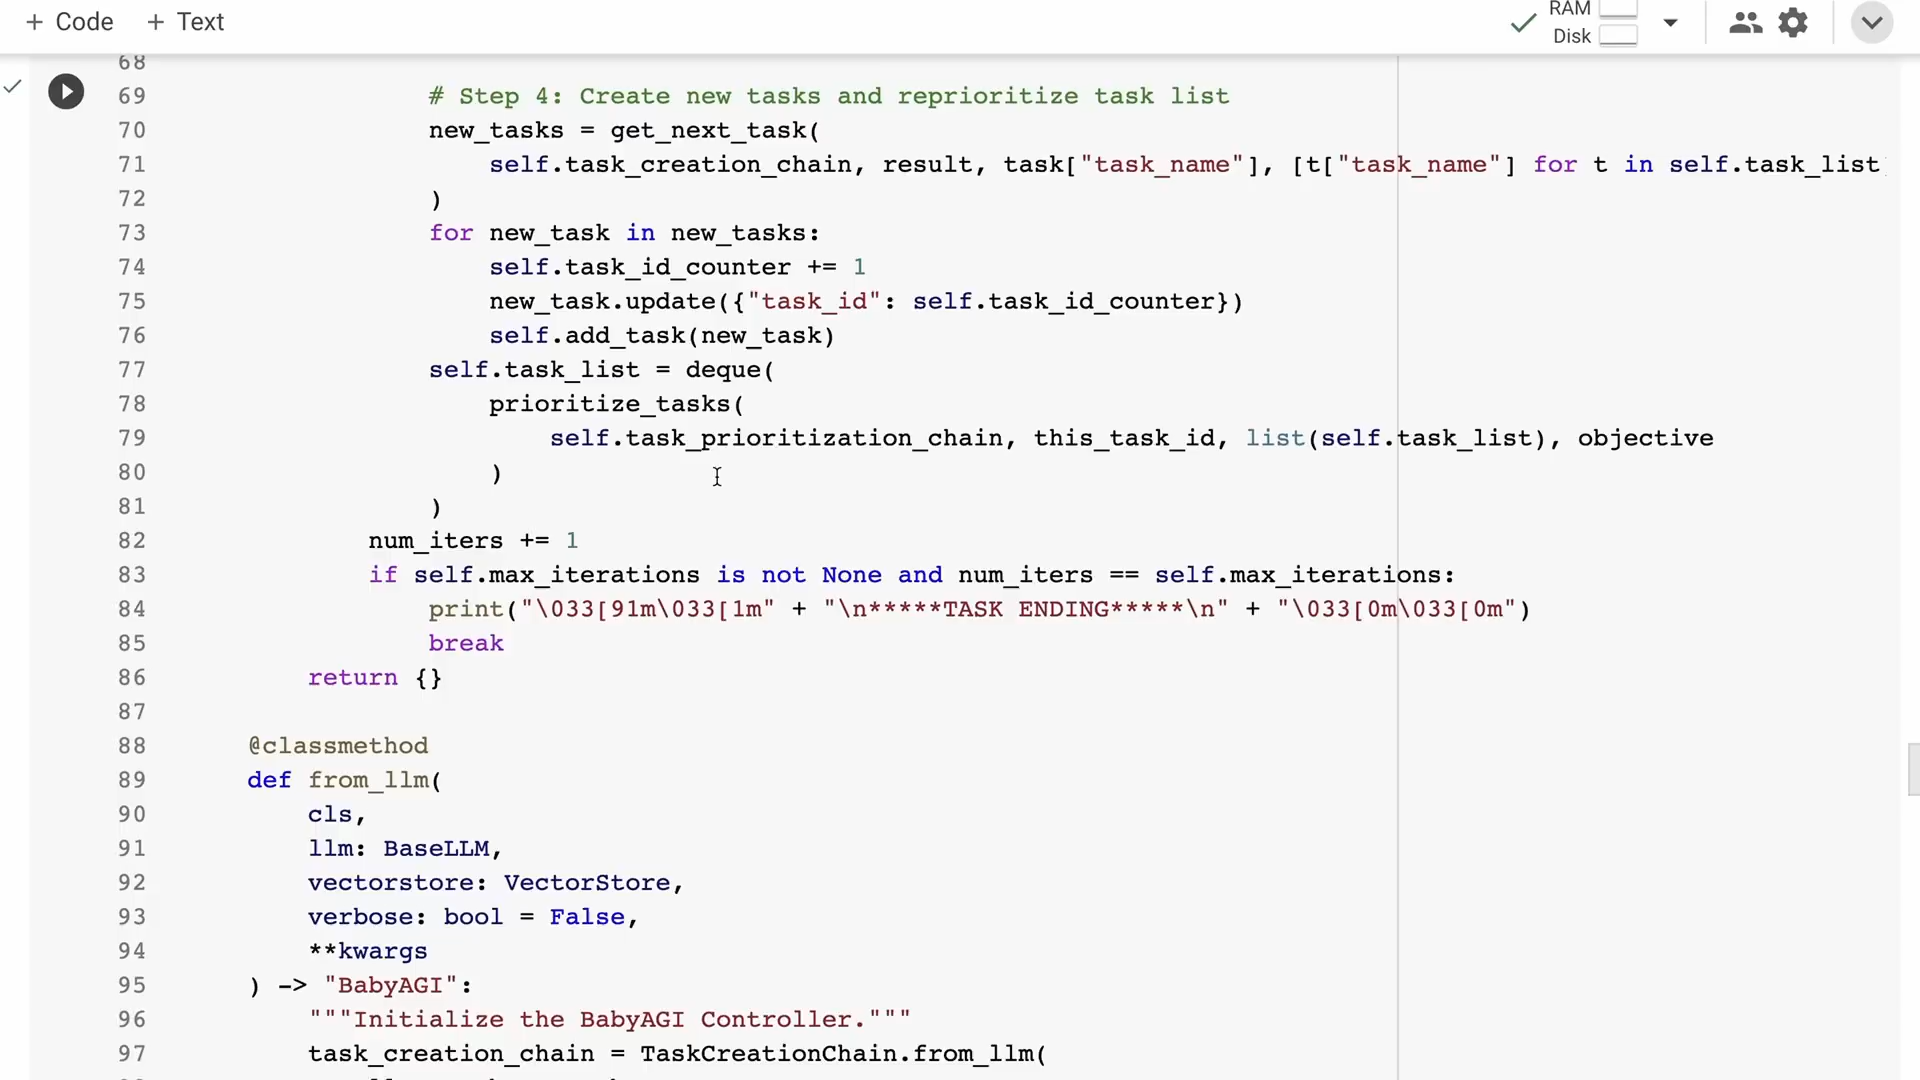 + Code + Text
RAM
Disk
68
69 # Step 4: Create new tasks and reprioritize task list
70 new_tasks = get_next_task(
71 self.task_creation_chain, result, task["task_name"], [t["task_name"] for t in self.task_list
72 )
73 for new_task in new_tasks:
74 self.task_id_counter += 1
75 new_task.update({"task_id": self.task_id_counter})
76 self.add_task(new_task)
77 self.task_list = deque(
78 prioritize_tasks(
79 self.task_prioritization_chain, this_task_id, list(self.task_list), objective
80 )
81 )
82 num_iters += 1
83 if self.max_iterations is not None and num_iters == self.max_iterations:
84 print("\033[91m\033[1m" + "\n*****TASK ENDING*****\n" + "\033[0m\033[0m")
85 break
86 return {}
87
88 @classmethod
89 def from_llm(
90 cls,
91 llm: BaseLLM,
92 vectorstore: VectorStore,
93 verbose: bool = False,
94 **kwargs
95 ) -> "BabyAGI":
96 """Initialize the BabyAGI Controller."""
97 task_creation_chain = TaskCreationChain.from_llm(